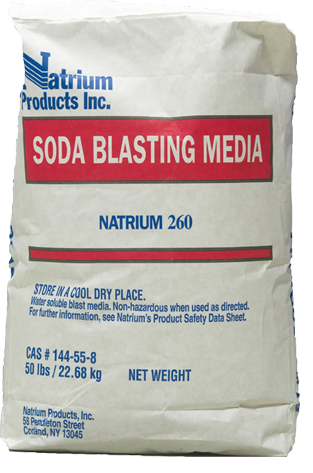 Natrium
Products Inc.
SODA BLASTING MEDIA
NATRIUM 260
STORE IN A COOL DRY PLACE.
Water soluble blast media. Non-hazardous when used as directed.
For further information, see Natrium's Product Safety Data Sheet.
CAS # 144-55-8
50 lbs / 22.68 kg NET WEIGHT
Natrium Products, Inc.
58 Pendleton Street
Cortland, NY 13045